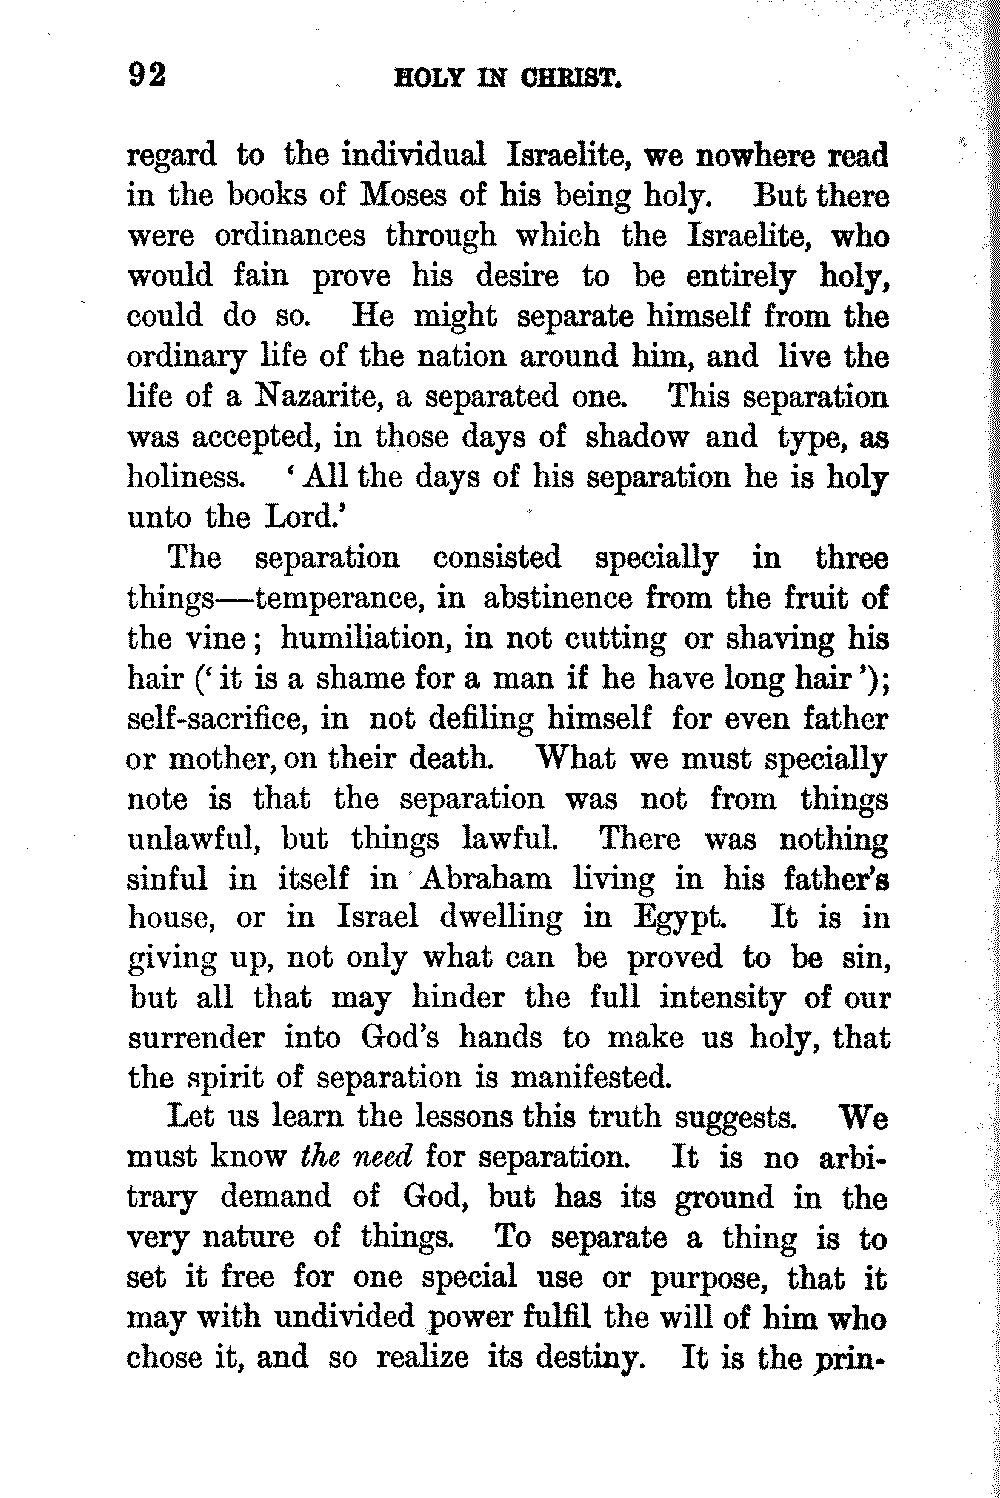 92 HOLY IN CHRIST.
regard to the individual Israelite, we nowhere read
in the books of Moses of his being holy. But there
were ordinances through which the Israelite, who
would fain prove his desire to be entirely holy,
could do so. He might separate himself from the
ordinary life of the nation around him, and live the
life of a Nazarite, a separated one. This separation
was accepted, in those days of shadow and type, as
holiness. ‘ All the days of his separation he is holy
unto the Lord.’
The separation consisted specially in three
things—temperance, in abstinence from the fruit of
the vine ; humiliation, in not cutting or shaving his
hair (‘ it is a shame for a man if he have long hair ’);
self-sacrifice, in not defiling himself for even father
or mother, on their death. What we must specially
note is that the separation was not from things
unlawful, but things lawful. There was nothing
sinful in itself in Abraham living in his father’s
house, or in Israel dwelling in Egypt. It is in
giving up, not only what can be proved to be sin,
but all that may hinder the full intensity of our
surrender into God’s hands to make us holy, that
the spirit of separation is manifested.
Let us learn the lessons this truth suggests. We
must know the need for separation. It is no arbi-
trary demand of God, but has its ground in the
very nature of things. To separate a thing is to
set it free for one special use or purpose, that it
may with undivided power fulfil the will of him who
chose it, and so realize its destiny. It is the prin-